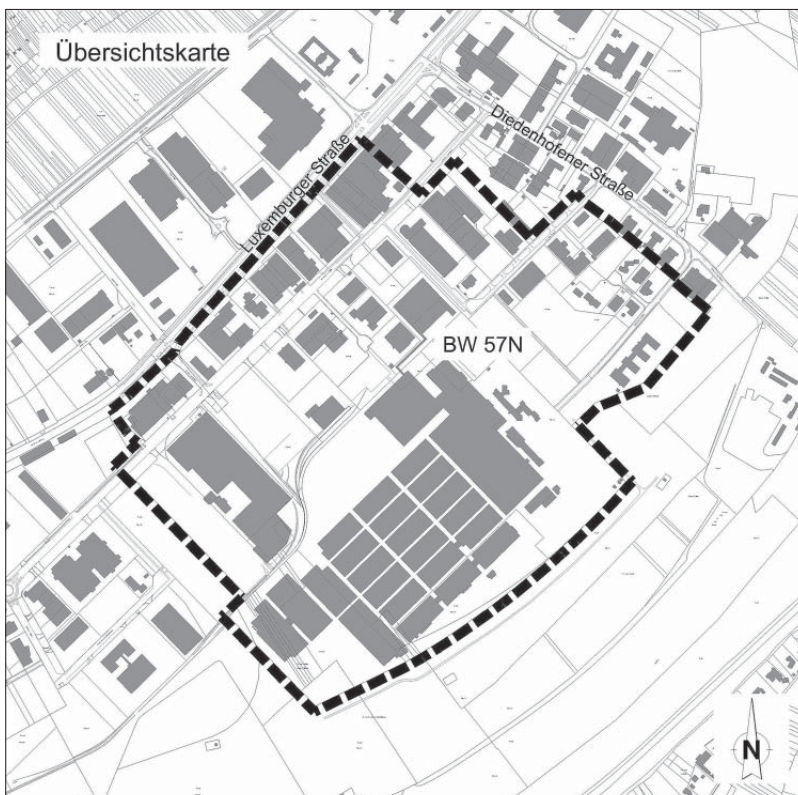 Übersichtskarte
Luxemburger Straße
Diedenhofener Straße
BW 57N
N